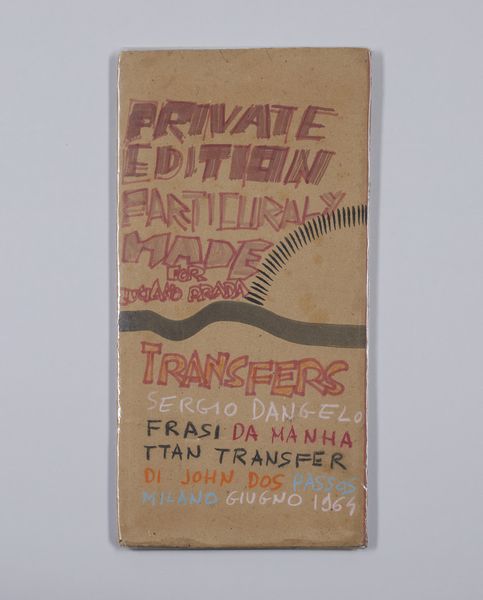 PRIVATE
EDITION
PARTICURALY
MADE
FOR
LUCIANO PRADA
TRANSFERS
SERGIO DANGELO
FRASI DA MANHA
TTAN TRANSFER
DI JOHN DOS PASSOS
MILANO GIUGNO 1964